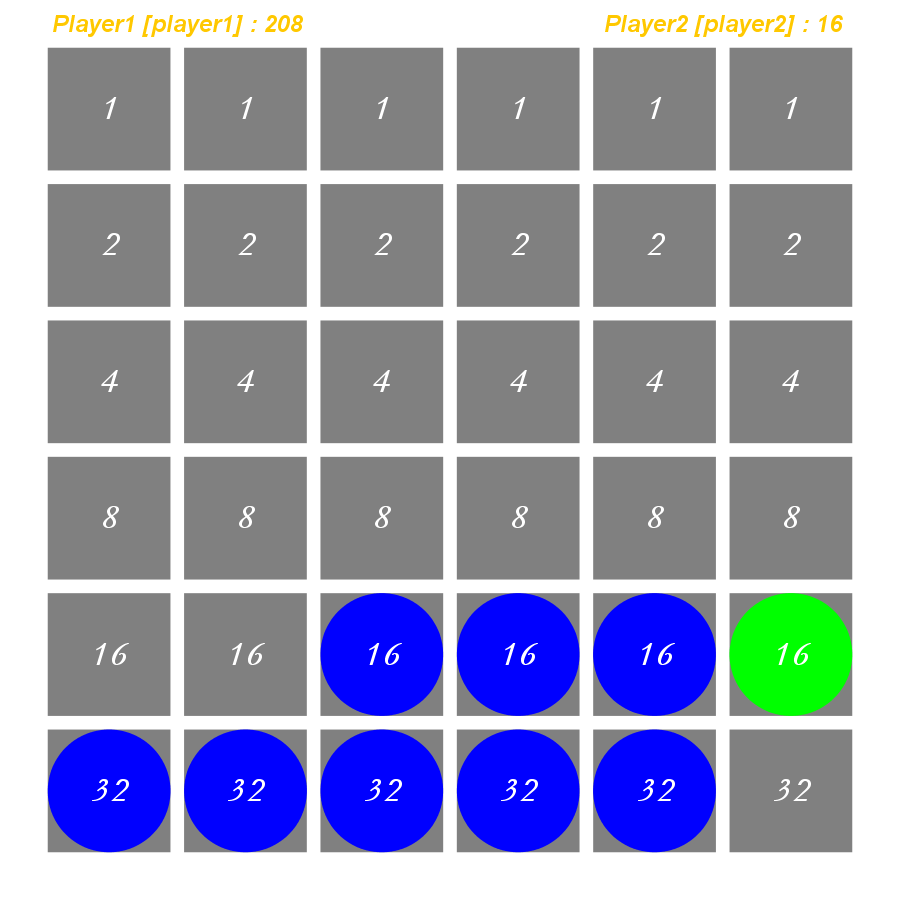 Player1 [player1] : 208 Player2 [player2] : 16
1 1 1 1 1 1
2 2 2 2 2 2
4 4 4 4 4 4
8 8 8 8 8 8
16 16 16 16 16 16
32 32 32 32 32 32